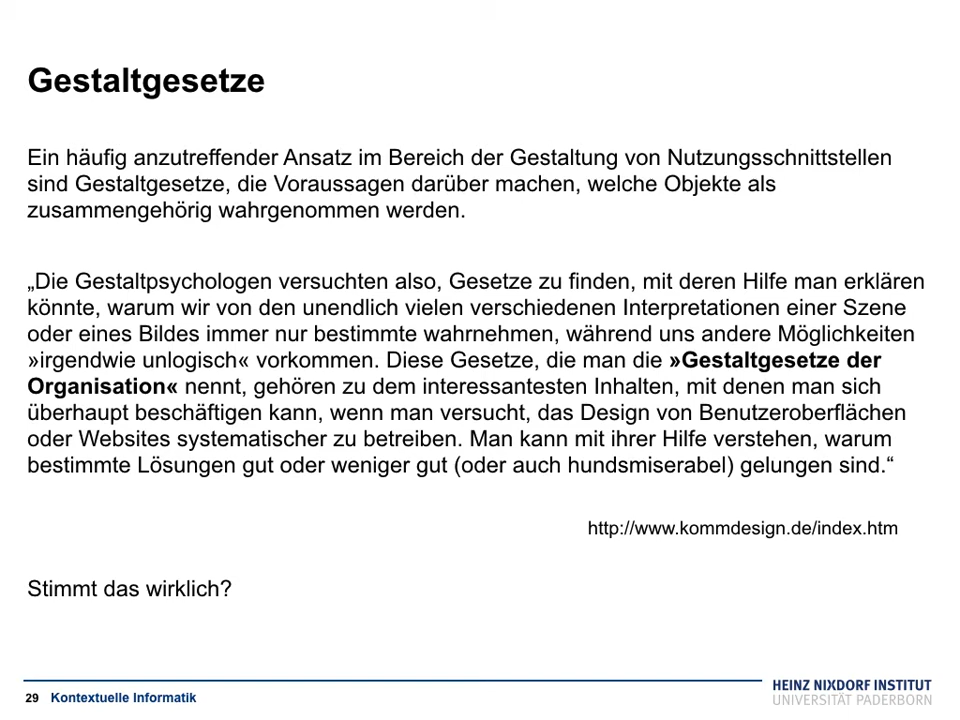 Gestaltgesetze
Ein häufig anzutreffender Ansatz im Bereich der Gestaltung von Nutzungsschnittstellen
sind Gestaltgesetze, die Voraussagen darüber machen, welche Objekte als
zusammengehörig wahrgenommen werden.
„Die Gestaltpsychologen versuchten also, Gesetze zu finden, mit deren Hilfe man erklären
könnte, warum wir von den unendlich vielen verschiedenen Interpretationen einer Szene
oder eines Bildes immer nur bestimmte wahrnehmen, während uns andere Möglichkeiten
»irgendwie unlogisch« vorkommen. Diese Gesetze, die man die »Gestaltgesetze der
Organisation« nennt, gehören zu dem interessantesten Inhalten, mit denen man sich
überhaupt beschäftigen kann, wenn man versucht, das Design von Benutzeroberflächen
oder Websites systematischer zu betreiben. Man kann mit ihrer Hilfe verstehen, warum
bestimmte Lösungen gut oder weniger gut (oder auch hundsmiserabel) gelungen sind.“
http://www.kommdesign.de/index.htm
Stimmt das wirklich?
29 Kontextuelle Informatik
HEINZ NIXDORF INSTITUT
UNIVERSITÄT PADERBORN